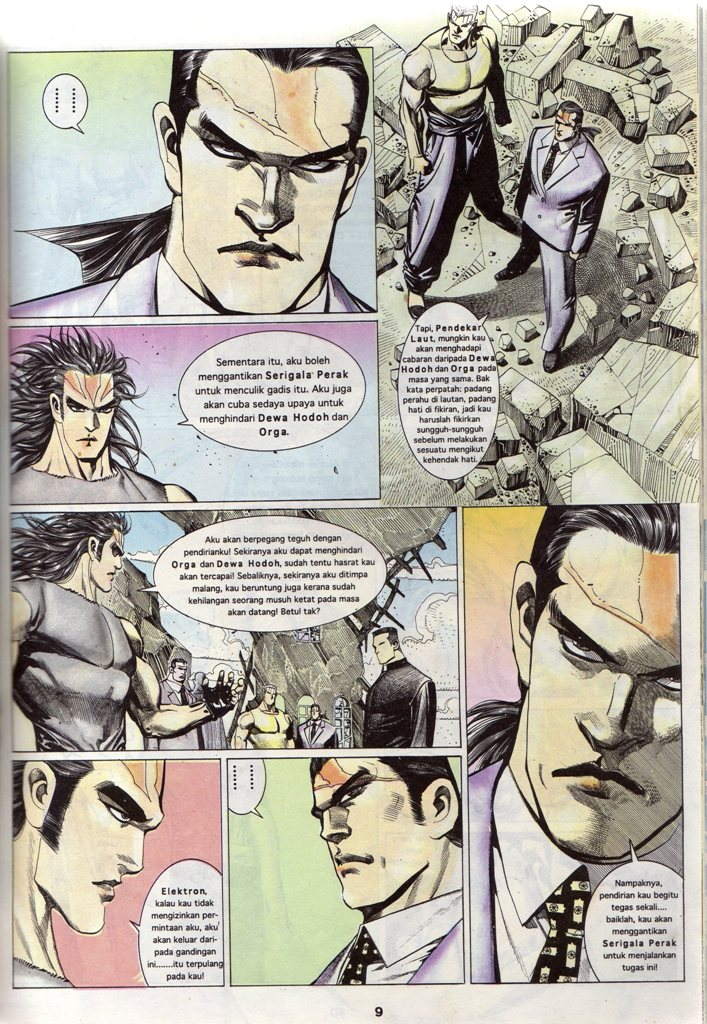 Tapi, Pendekar
Laut, mungkin kau
akan menghadapi
cabaran daripada Dewa
Hodoh dan Orga pada
masa yang sama. Bak
kata perpatah: padang
perahu di lautan, padang
hati di fikiran, jadi kau
haruslah fikirkan
sungguh-sungguh
sebelum melakukan
sesuatu mengikut
kehendak hati.
Sementara itu, aku boleh
menggantikan Serigala Perak
untuk menculik gadis itu. Aku juga
akan cuba sedaya upaya untuk
menghindari Dewa Hodoh dan
Orga.
Aku akan berpegang teguh dengan
pendirianku! Sekiranya aku dapat menghindari
Orga dan Dewa Hodoh, sudah tentu hasrat kau
akan tercapai! Sebaliknya, sekiranya aku ditimpa
malang, kau beruntung juga kerana sudah
kehilangan seorang musuh ketat pada masa
akan datang! Betul tak?
Elektron,
kalau kau tidak
mengizinkan per-
mintaan aku, aku
akan keluar dari-
pada gandingan
ini.......itu terpulang
pada kau!
Nampaknya,
pendirian kau begitu
tegas sekali....
baiklah, kau akan
menggantikan
Serigala Perak
untuk menjalankan
tugas ini!
9